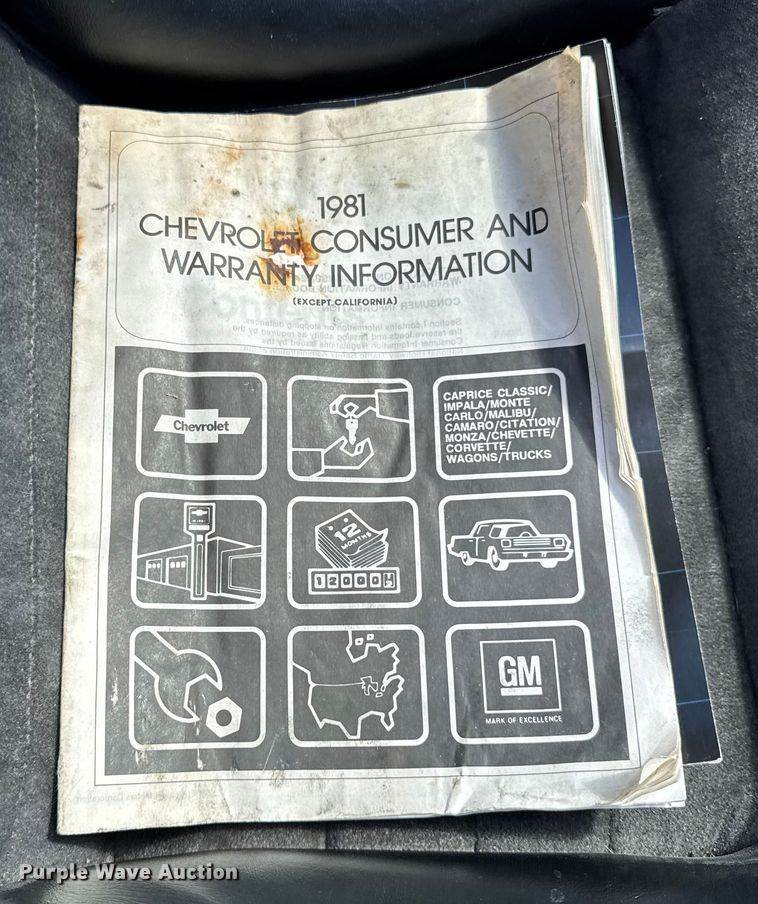 1981
CHEVROLET CONSUMER AND
WARRANTY INFORMATION
(EXCEPT CALIFORNIA)
Chevrolet
CAPRICE CLASSIC/
IMPALA/MONTE
CARLO/MALIBU/
CAMARO/CITATION/
MONZA/CHEVETTE/
CORVETTE/
WAGONS/TRUCKS
12
MONTHS
12000
GM
MARK OF EXCELLENCE
Purple Wave Auction